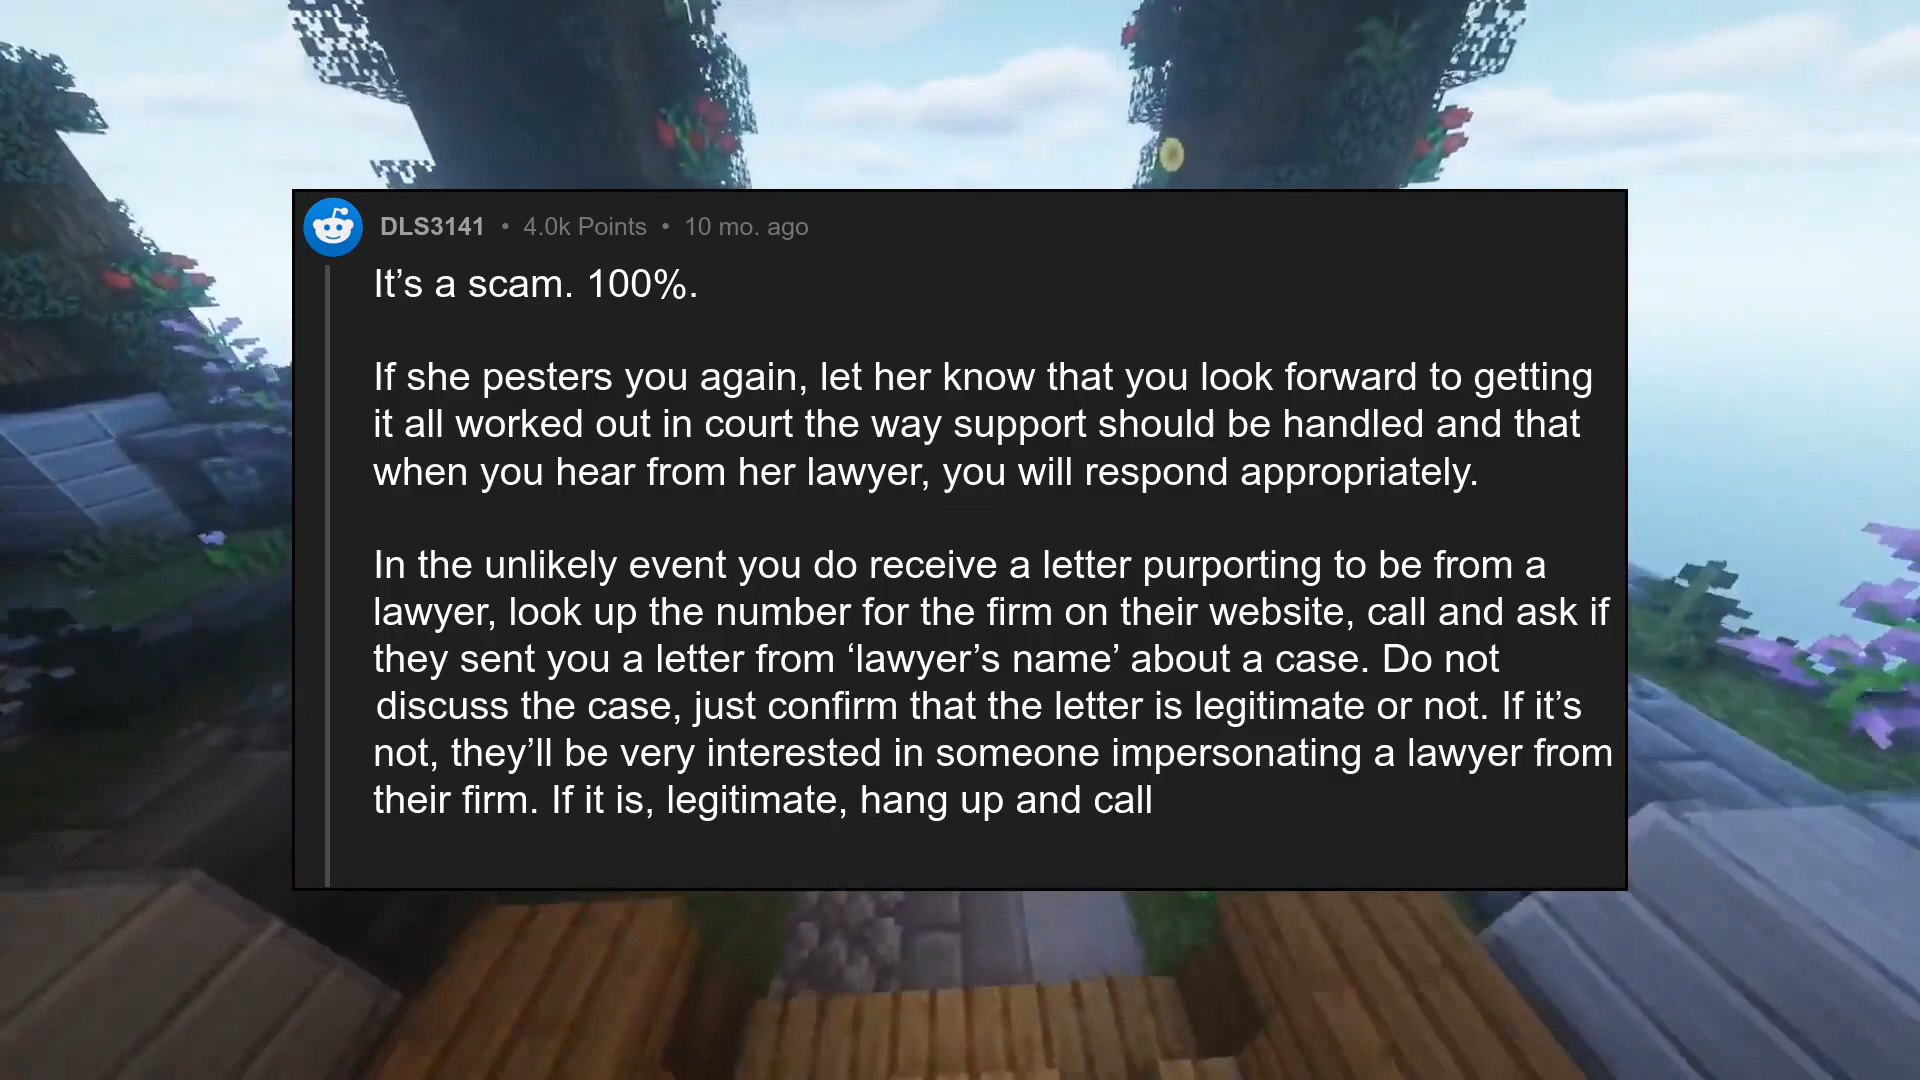 DLS3141 • 4.0k Points • 10 mo. ago
It’s a scam. 100%.
If she pesters you again, let her know that you look forward to getting
it all worked out in court the way support should be handled and that
when you hear from her lawyer, you will respond appropriately.
In the unlikely event you do receive a letter purporting to be from a
lawyer, look up the number for the firm on their website, call and ask if
they sent you a letter from ‘lawyer’s name’ about a case. Do not
discuss the case, just confirm that the letter is legitimate or not. If it’s
not, they’ll be very interested in someone impersonating a lawyer from
their firm. If it is, legitimate, hang up and call